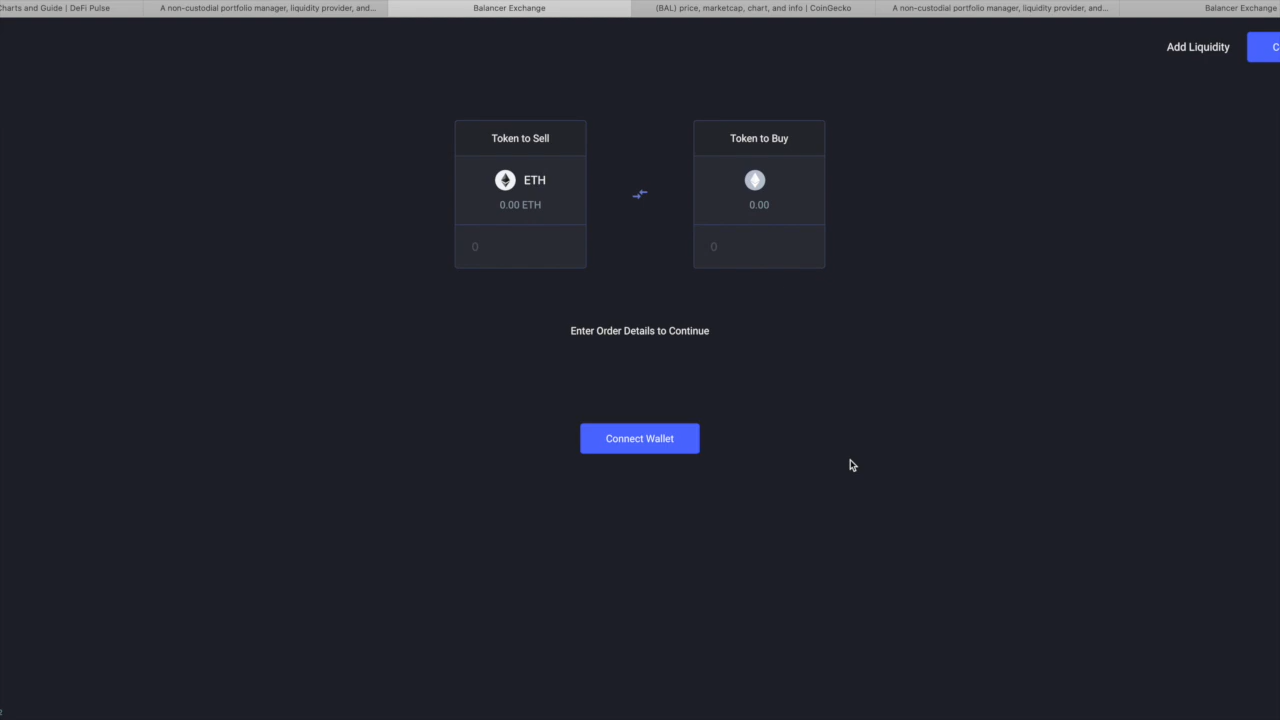 Charts and Guide | DeFi Pulse
A non-custodial portfolio manager, liquidity provider, and...
Balancer Exchange
(BAL) price, marketcap, chart, and info | CoinGecko
A non-custodial portfolio manager, liquidity provider, and...
Balancer Exchange
Add Liquidity
C
Token to Sell
Token to Buy
ETH
0.00 ETH
0.00
0
0
Enter Order Details to Continue
Connect Wallet
2